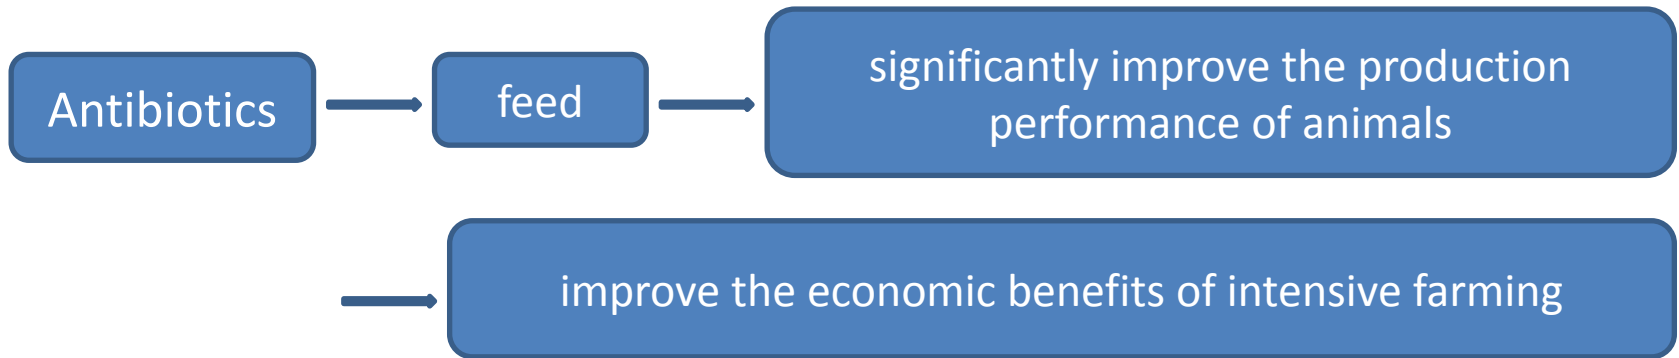 Antibiotics
feed
significantly improve the production
performance of animals
improve the economic benefits of intensive farming